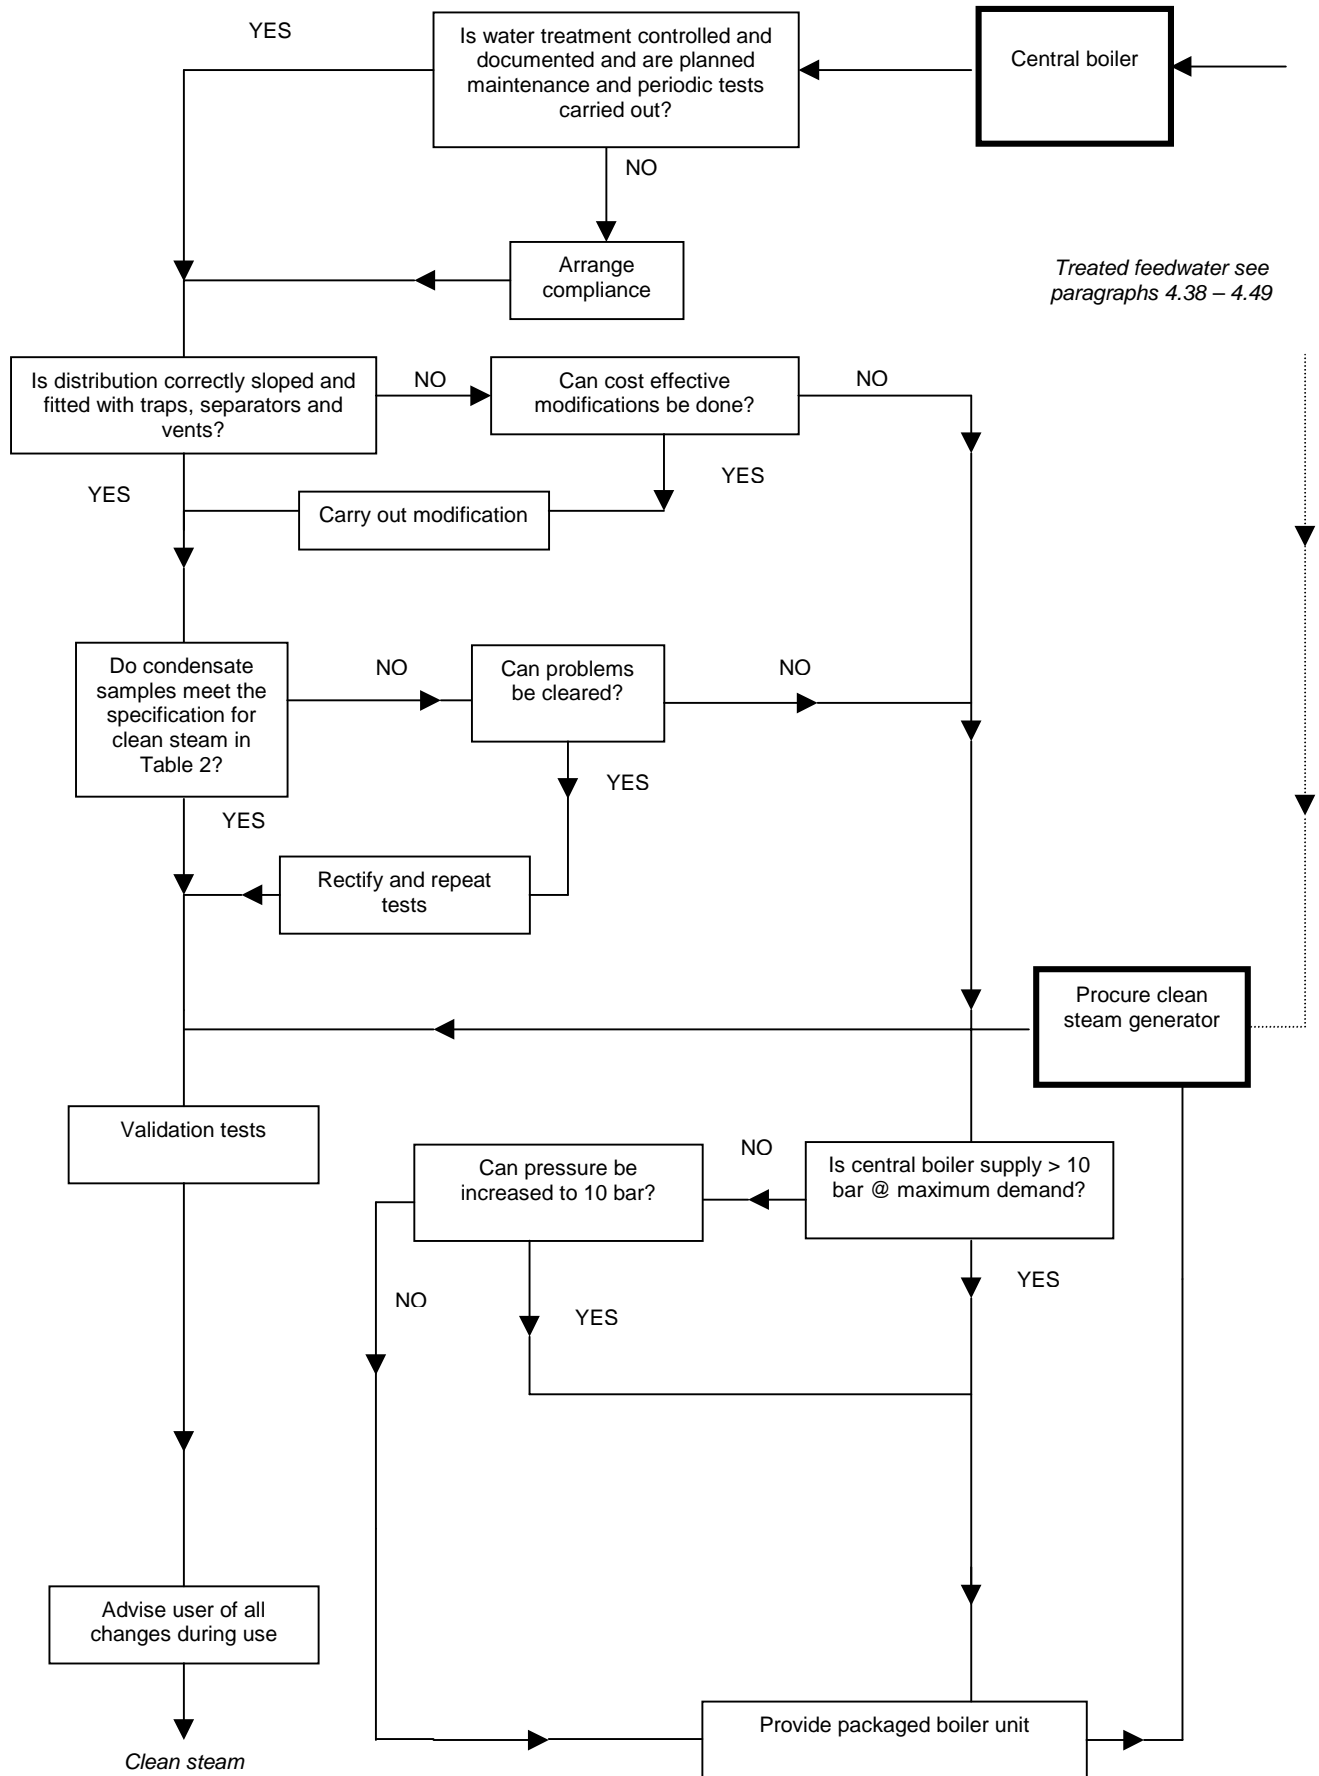 YES
Is water treatment controlled and
documented and are planned
maintenance and periodic tests
carried out?
Central boiler
NO
Arrange
compliance
Treated feedwater see
paragraphs 4.38 – 4.49
Is distribution correctly sloped and
fitted with traps, separators and
vents?
NO
Can cost effective
modifications be done?
NO
YES
YES
Carry out modification
Do condensate
samples meet the
specification for
clean steam in
Table 2?
NO
Can problems
be cleared?
NO
YES
YES
Rectify and repeat
tests
Procure clean
steam generator
Validation tests
Can pressure be
increased to 10 bar?
NO
Is central boiler supply > 10
bar @ maximum demand?
YES
NO
YES
Advise user of all
changes during use
Provide packaged boiler unit
Clean steam